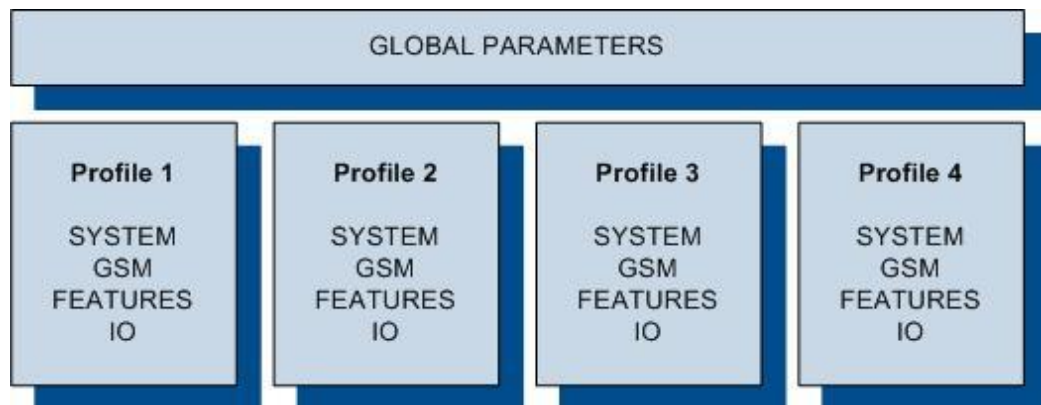 GLOBAL PARAMETERS
Profile 1
SYSTEM
GSM
FEATURES
IO
Profile 2
SYSTEM
GSM
FEATURES
IO
Profile 3
SYSTEM
GSM
FEATURES
IO
Profile 4
SYSTEM
GSM
FEATURES
IO